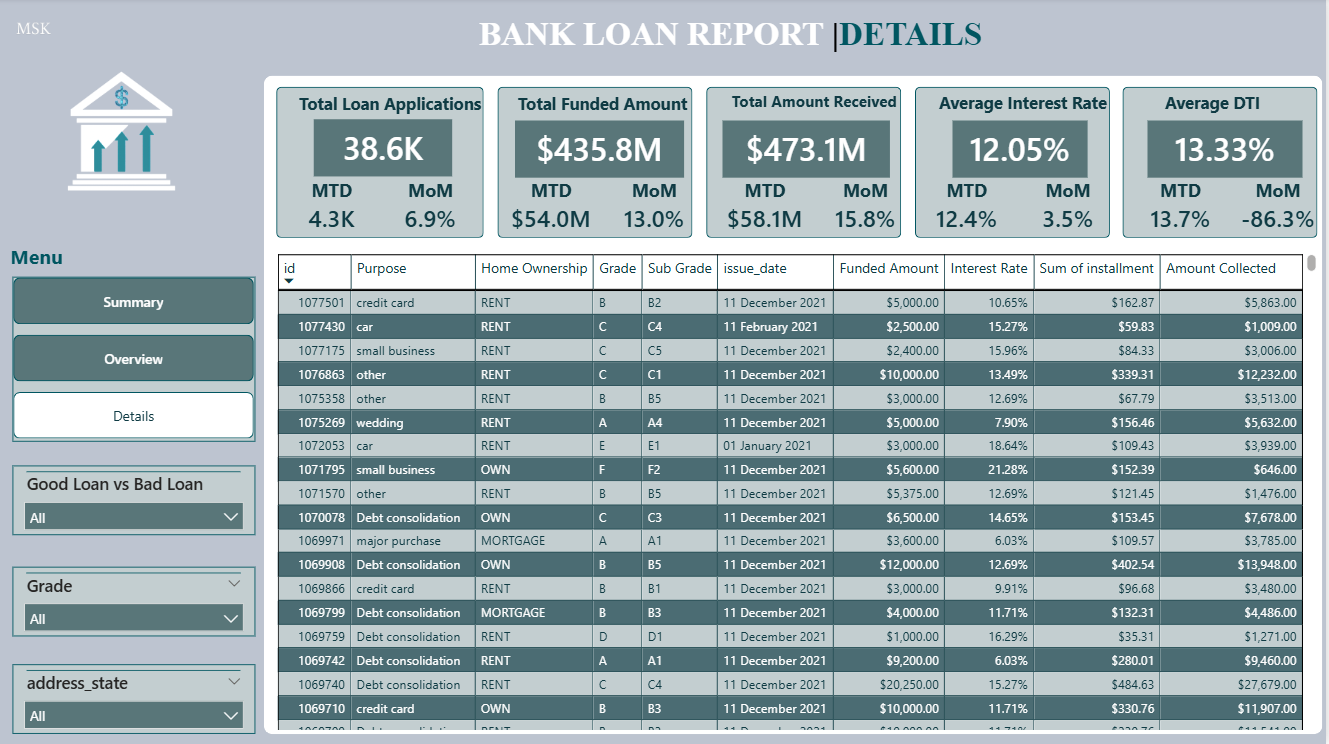 MSK
BANK LOAN REPORT |DETAILS
$
Total Loan Applications
38.6K
MTD MoM
4.3K 6.9%
Total Funded Amount
$435.8M
MTD MoM
$54.0M 13.0%
Total Amount Received
$473.1M
MTD MoM
$58.1M 15.8%
Average Interest Rate
12.05%
MTD MoM
12.4% 3.5%
Average DTI
13.33%
MTD MoM
13.7% -86.3%
Menu
Summary
Overview
Details
Good Loan vs Bad Loan
All
Grade
All
address_state
All
id Purpose Home Ownership Grade Sub Grade issue_date Funded Amount Interest Rate Sum of installment Amount Collected
1077501 credit card RENT B B2 11 December 2021 $5,000.00 10.65% $162.87 $5,863.00
1077430 car RENT C C4 11 February 2021 $2,500.00 15.27% $59.83 $1,009.00
1077175 small business RENT C C5 11 December 2021 $2,400.00 15.96% $84.33 $3,006.00
1076863 other RENT C C1 11 December 2021 $10,000.00 13.49% $339.31 $12,232.00
1075358 other RENT B B5 11 December 2021 $3,000.00 12.69% $67.79 $3,513.00
1075269 wedding RENT A A4 11 December 2021 $5,000.00 7.90% $156.46 $5,632.00
1072053 car RENT E E1 01 January 2021 $3,000.00 18.64% $109.43 $3,939.00
1071795 small business OWN F F2 11 December 2021 $5,600.00 21.28% $152.39 $646.00
1071570 other RENT B B5 11 December 2021 $5,375.00 12.69% $121.45 $1,476.00
1070078 Debt consolidation OWN C C3 11 December 2021 $6,500.00 14.65% $153.45 $7,678.00
1069971 major purchase MORTGAGE A A1 11 December 2021 $3,600.00 6.03% $109.57 $3,785.00
1069908 Debt consolidation OWN B B5 11 December 2021 $12,000.00 12.69% $402.54 $13,948.00
1069866 credit card RENT B B1 11 December 2021 $3,000.00 9.91% $96.68 $3,480.00
1069799 Debt consolidation MORTGAGE B B3 11 December 2021 $4,000.00 11.71% $132.31 $4,486.00
1069759 Debt consolidation RENT D D1 11 December 2021 $1,000.00 16.29% $35.31 $1,271.00
1069742 Debt consolidation RENT A A1 11 December 2021 $9,200.00 6.03% $280.01 $9,460.00
1069740 Debt consolidation RENT C C4 11 December 2021 $20,250.00 15.27% $484.63 $27,679.00
1069710 credit card OWN B B3 11 December 2021 $10,000.00 11.71% $330.76 $11,907.00